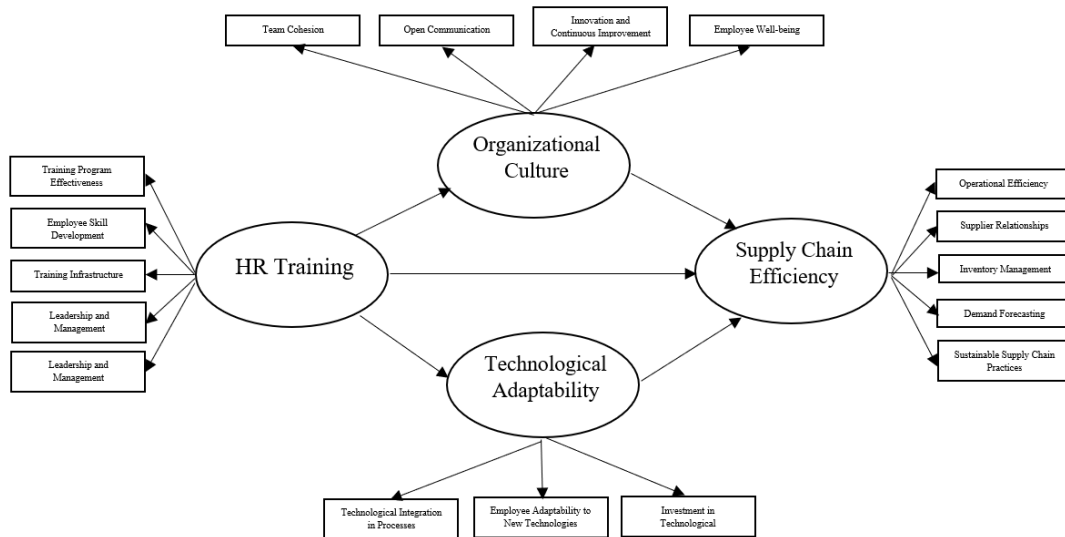 Team Cohesion
Open Communication
Innovation and
Continuous Improvement
Employee Well-being
Organizational
Culture
Training Program
Effectiveness
Employee Skill
Development
Training Infrastructure
Leadership and
Management
Leadership and
Management
HR Training
Supply Chain
Efficiency
Operational Efficiency
Supplier Relationships
Inventory Management
Demand Forecasting
Sustainable Supply Chain
Practices
Technological
Adaptability
Technological Integration
in Processes
Employee Adaptability to
New Technologies
Investment in
Technological